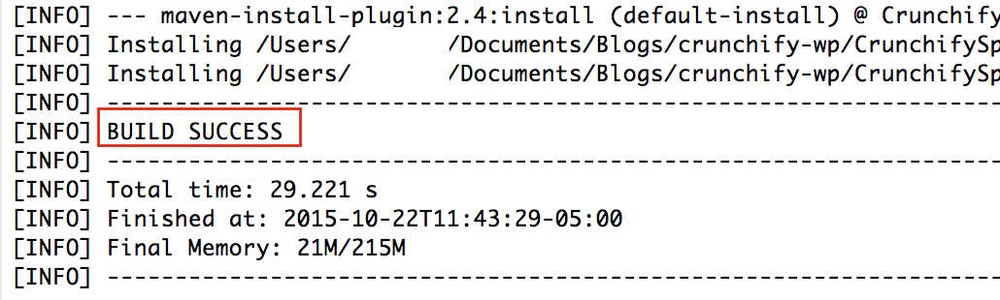 [INFO] --- maven-install-plugin:2.4:install (default-install) @ Crunchify
[INFO] Installing /Users/ /Documents/Blogs/crunchify-wp/CrunchifySp
[INFO] Installing /Users/ /Documents/Blogs/crunchify-wp/CrunchifySp
[INFO] ------------------------------------------------------------------
[INFO] BUILD SUCCESS
[INFO] ------------------------------------------------------------------
[INFO] Total time: 29.221 s
[INFO] Finished at: 2015-10-22T11:43:29-05:00
[INFO] Final Memory: 21M/215M
[INFO] ------------------------------------------------------------------